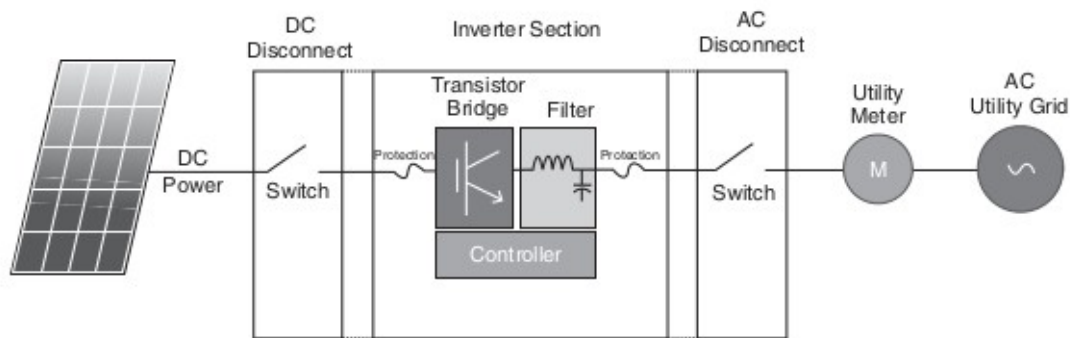 DC
Disconnect
Inverter Section
AC
Disconnect
Transistor
Bridge
Filter
Utility
Meter
AC
Utility Grid
DC
Power
Switch
Protection
Protection
Switch
M
Controller